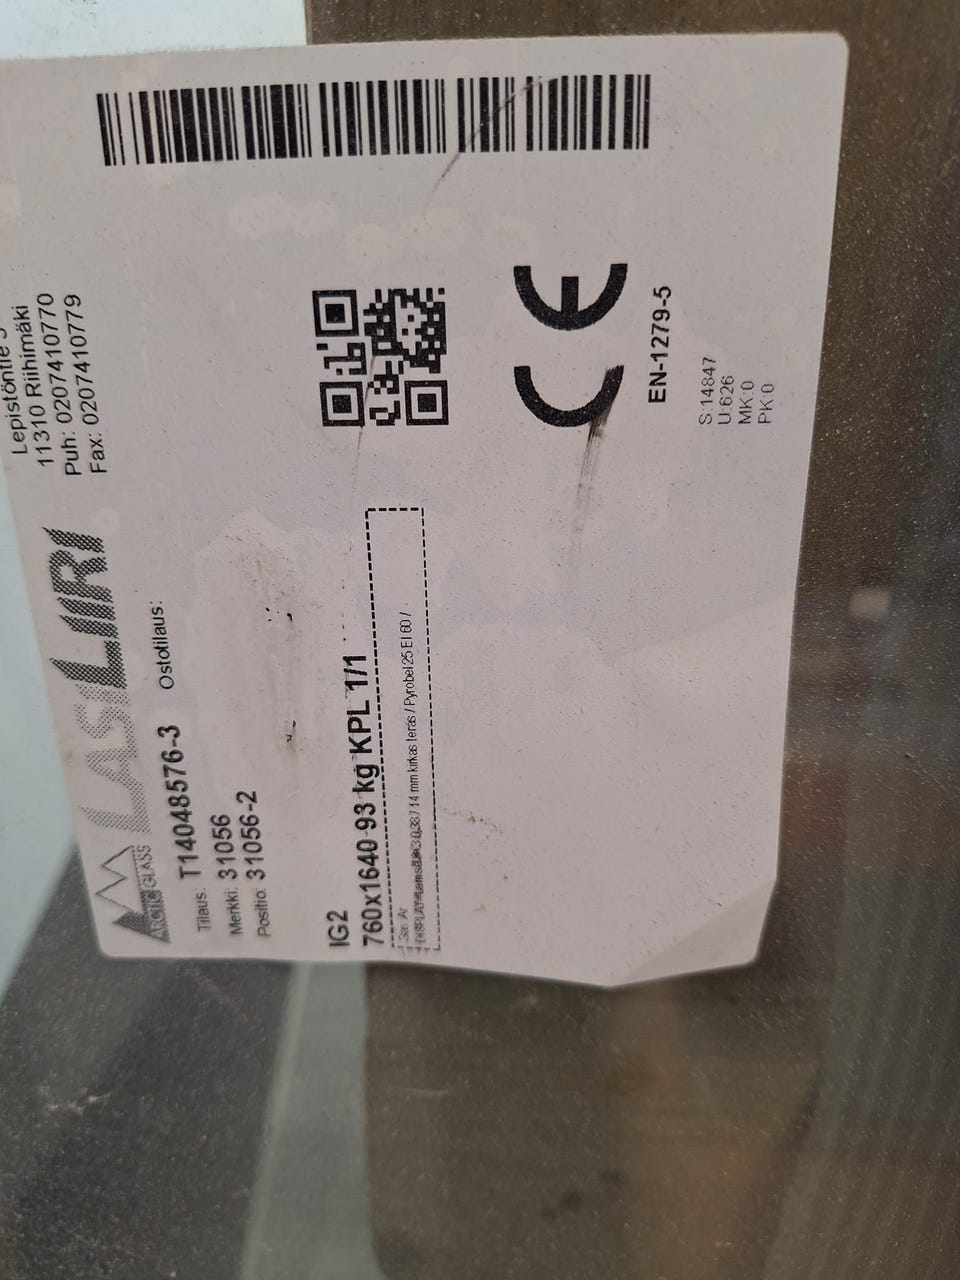 ARCTIC GLASS
LASILIIRI
Lepistöntie
11310 Riihimäki
Puh: 0207410770
Fax: 0207410779
Tilaus: T14048576-3 Ostotilaus:
Merkki: 31056
Positio: 31056-2
IG2
760x1640 93 kg KPL 1/1
Ar
14 mm kirkas teräs / Pyrobel 25 EI 60 /
CE
EN-1279-5
S:14847
U:626
MK:0
PK:0